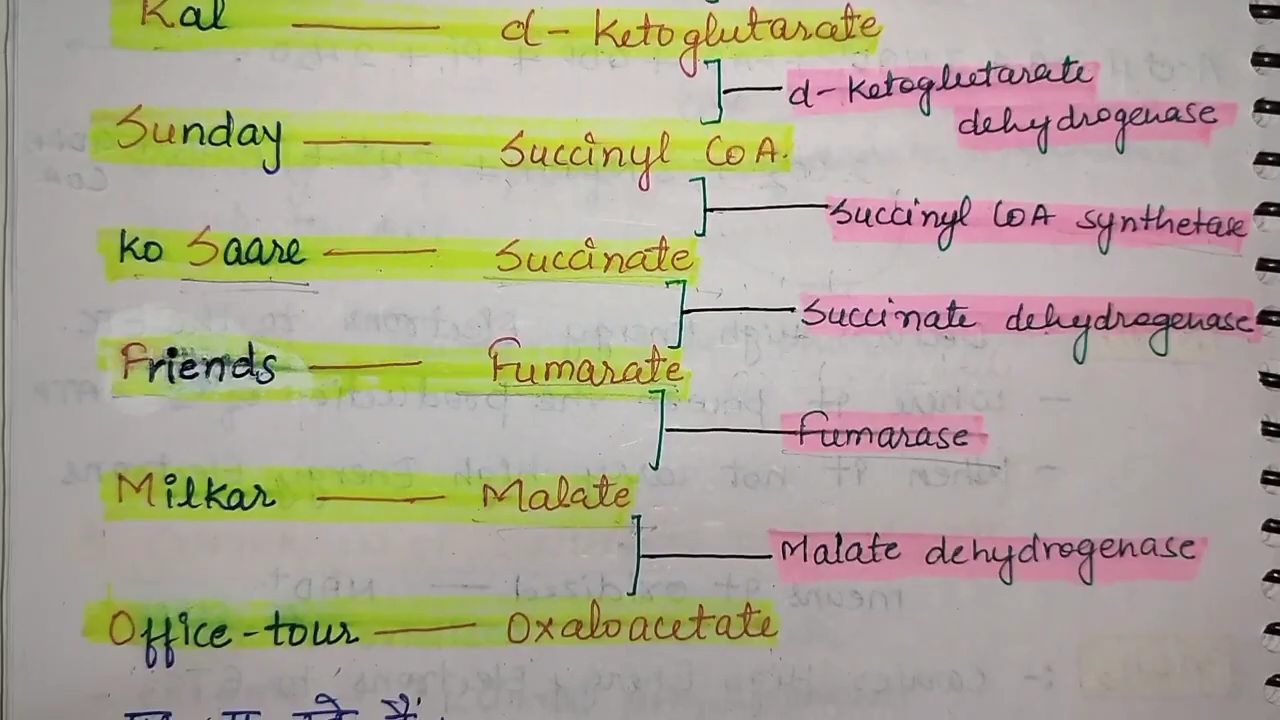 Kal — d-Ketoglutarate
d-Ketoglutarate
dehydrogenase
Sunday — Succinyl CoA.
Succinyl CoA synthetase
Ko Saare — Succinate
Succinate dehydrogenase
Friends — Fumarate
Fumarase
Milkar — Malate
Malate dehydrogenase
Office-tour — Oxaloacetate